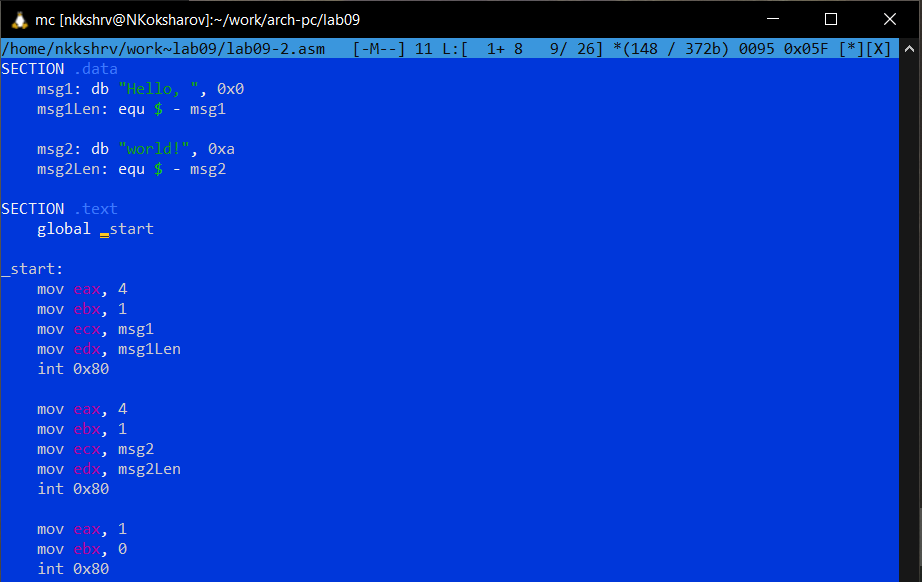 mc [nkkshrv@NKoksharov]:~/work/arch-pc/lab09
/home/nkkshrv/work~lab09/lab09-2.asm   [-M--] 11 L:[  1+ 8   9/ 26] *(148 / 372b) 0095 0x05F [*][X]
SECTION .data
    msg1: db "Hello, ", 0x0
    msg1Len: equ $ - msg1

    msg2: db "world!", 0xa
    msg2Len: equ $ - msg2

SECTION .text
    global _start

_start:
    mov eax, 4
    mov ebx, 1
    mov ecx, msg1
    mov edx, msg1Len
    int 0x80

    mov eax, 4
    mov ebx, 1
    mov ecx, msg2
    mov edx, msg2Len
    int 0x80

    mov eax, 1
    mov ebx, 0
    int 0x80